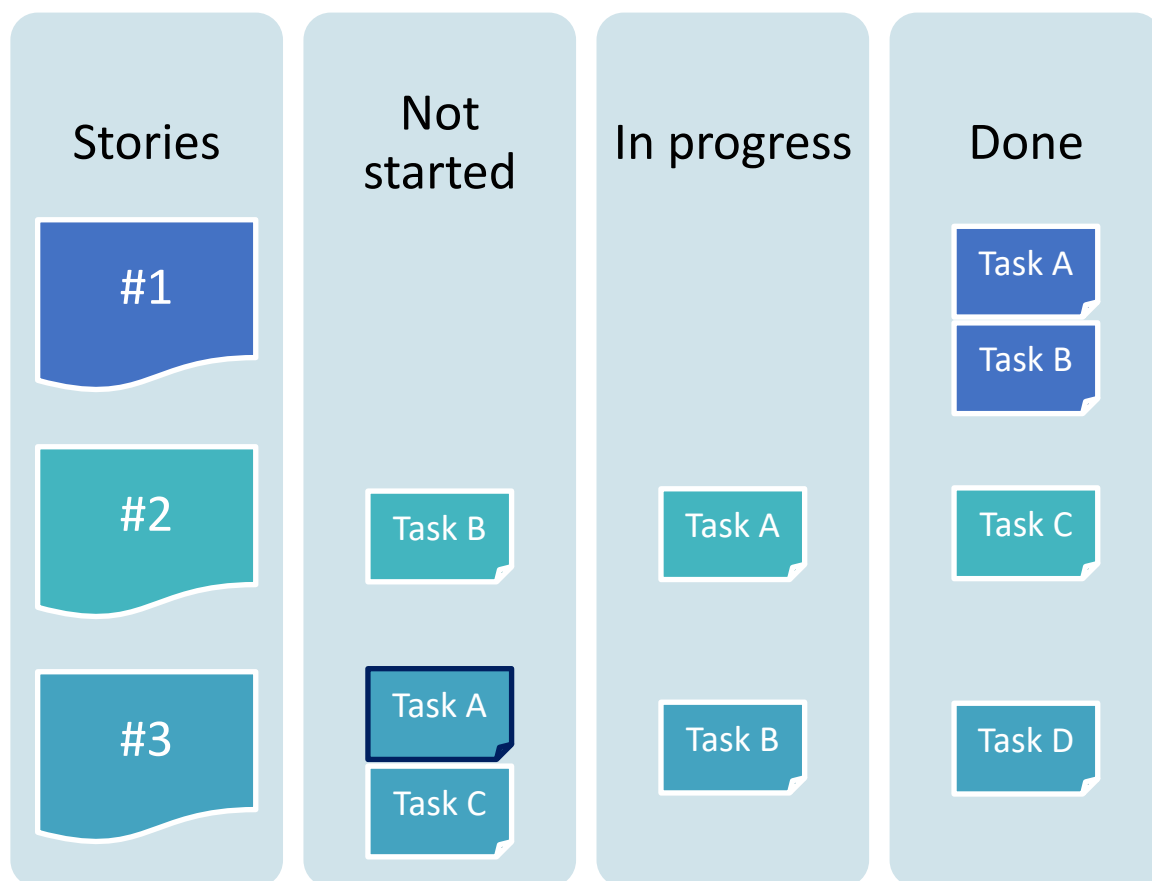 Stories
Not
started
In progress
Done
#1
Task A
Task B
#2
Task B
Task A
Task C
#3
Task A
Task C
Task B
Task D